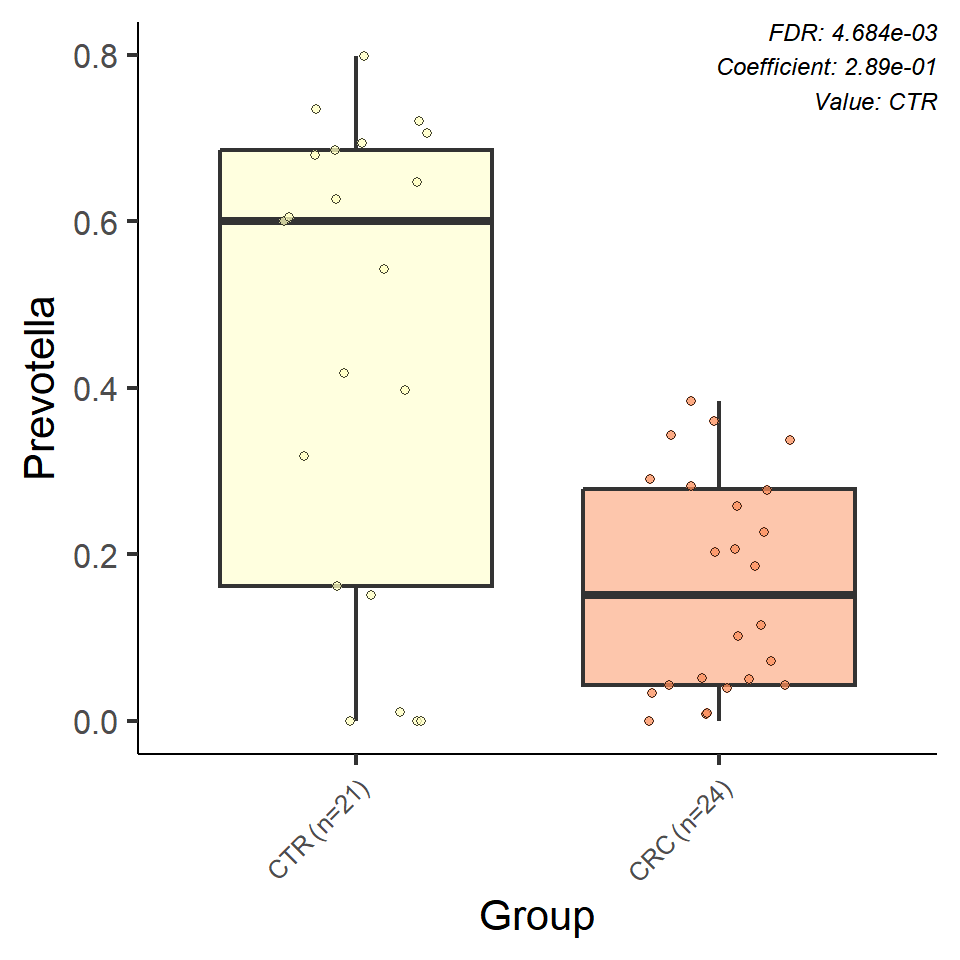 FDR: 4.684e-03
Coefficient: 2.89e-01
Value: CTR
Prevotella
0.8
0.6
0.4
0.2
0.0
CTR (n=21)
CRC (n=24)
Group